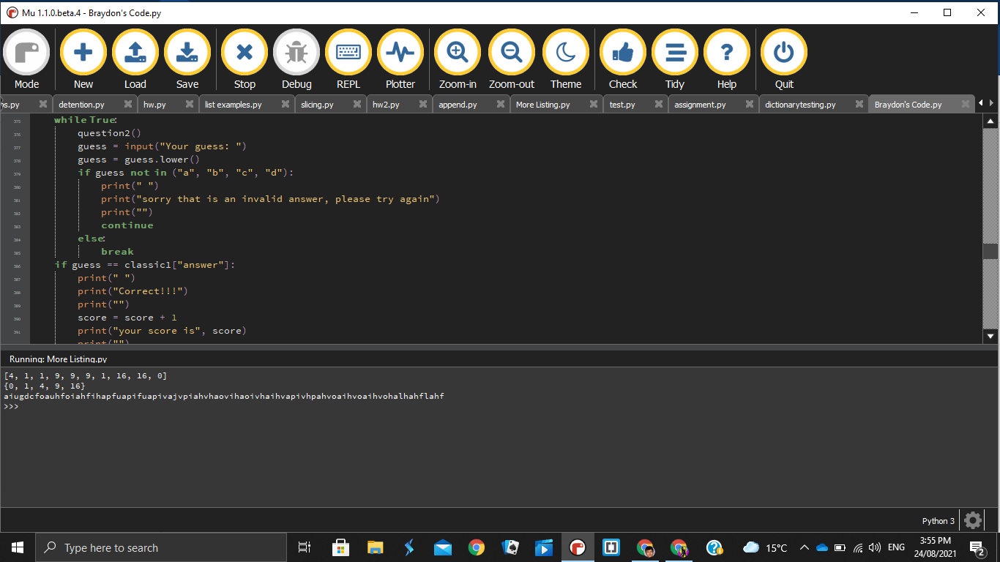 Mu 1.1.0.beta.4 - Braydon's Code.py
Mode New Load Save Stop Debug REPL Plotter Zoom-in Zoom-out Theme Check Tidy Help Quit
ns.py detention.py hw.py list examples.py slicing.py hw2.py append.py More Listing.py test.py assignment.py dictionarytesting.py Braydon's Code.py
375 while True:
376 question2()
377 guess = input("Your guess: ")
378 guess = guess.lower()
379 if guess not in ("a", "b", "c", "d"):
380 print(" ")
381 print("sorry that is an invalid answer, please try again")
382 print("")
383 continue
384 else:
385 break
386 if guess == classic1["answer"]:
387 print(" ")
388 print("Correct!!!")
389 print("")
390 score = score + 1
391 print("your score is", score)
print("")
Running: More Listing.py
[4, 1, 1, 9, 9, 9, 1, 16, 16, 0]
{0, 1, 4, 9, 16}
aiugdcfoauhfoiahfihapfuapifuapivajvpiahvhaovihaoivhaihvapivhpahvoaihvoaihvohalhahflahf
>>>
Python 3
Type here to search
15°C ENG 3:55 PM
24/08/2021
2